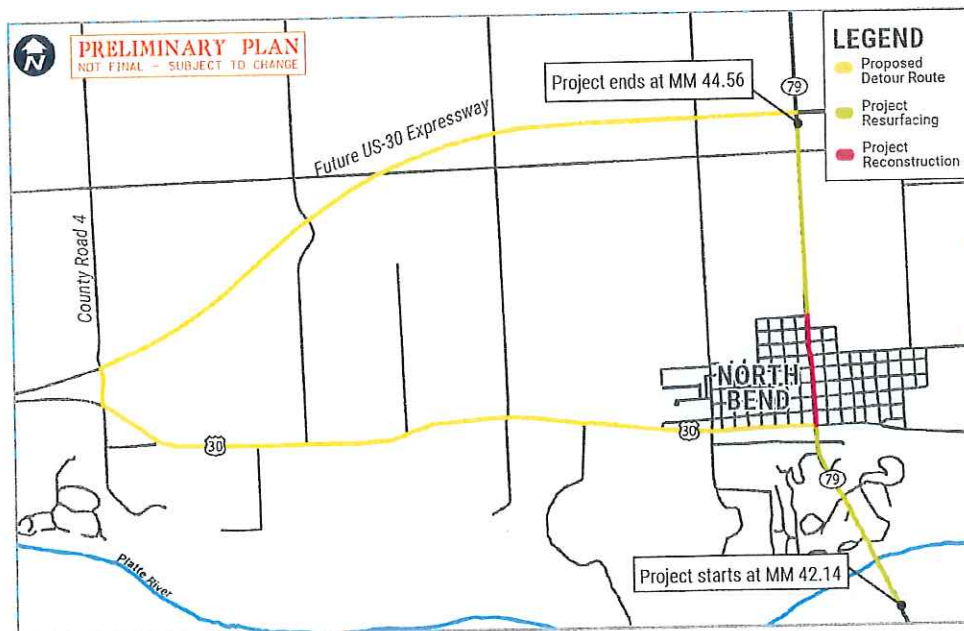 N
PRELIMINARY PLAN
NOT FINAL - SUBJECT TO CHANGE
LEGEND
Proposed
Detour Route
Project
Resurfacing
Project
Reconstruction
79
Project ends at MM 44.56
Future US-30 Expressway
County Road 4
NORTH
BEND
30
30
79
Platte River
Project starts at MM 42.14